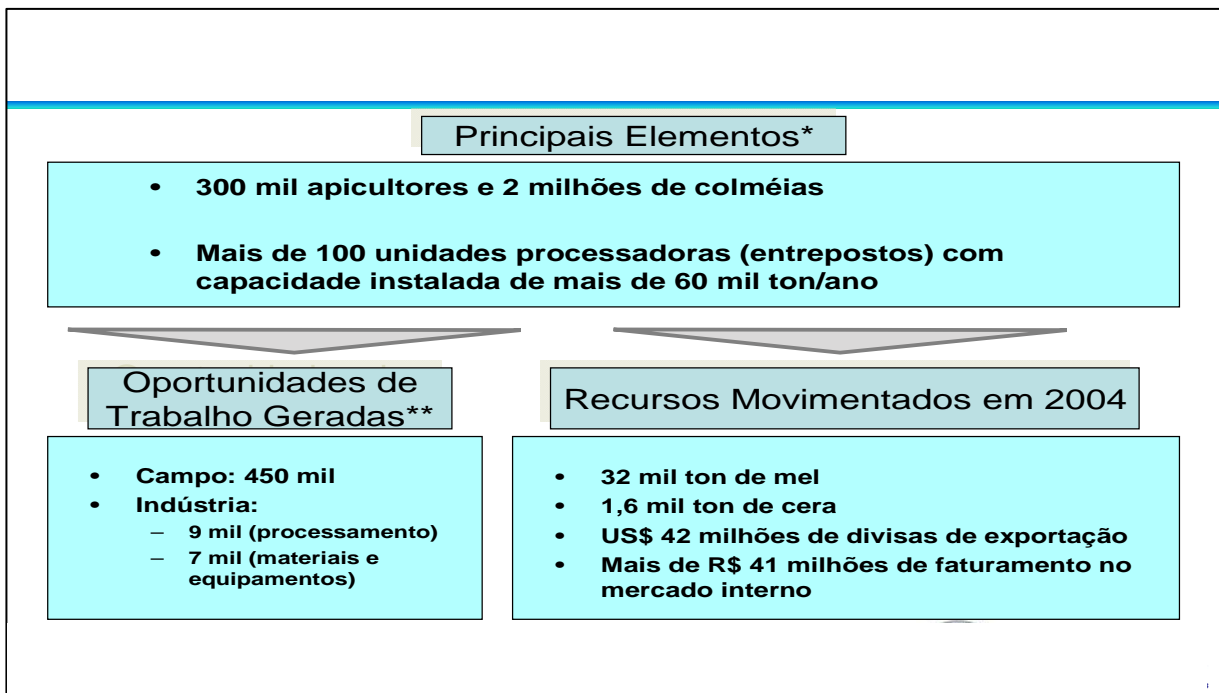 Principais Elementos*
• 300 mil apicultores e 2 milhões de colméias
• Mais de 100 unidades processadoras (entrepostos) com
capacidade instalada de mais de 60 mil ton/ano
Oportunidades de
Trabalho Geradas**
• Campo: 450 mil
• Indústria:
– 9 mil (processamento)
– 7 mil (materiais e
equipamentos)
Recursos Movimentados em 2004
• 32 mil ton de mel
• 1,6 mil ton de cera
• US$ 42 milhões de divisas de exportação
• Mais de R$ 41 milhões de faturamento no
mercado interno